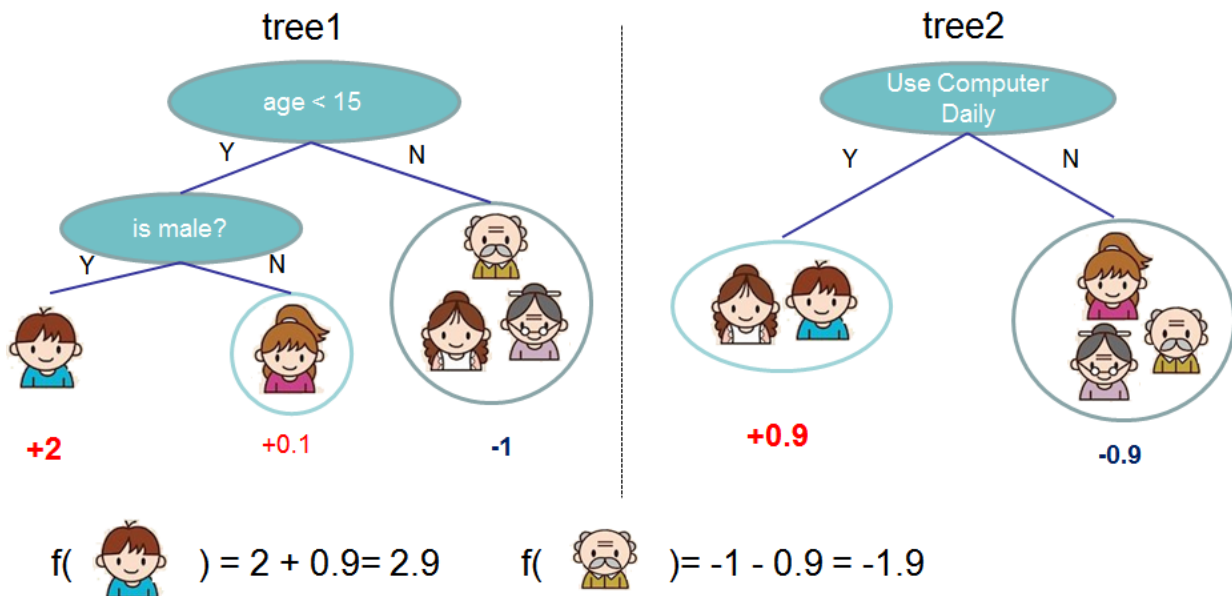 tree1
age < 15
Y
N
is male?
Y
N
+2
+0.1
-1
tree2
Use Computer
Daily
Y
N
+0.9
-0.9
f( ) = 2 + 0.9= 2.9
f( )= -1 - 0.9 = -1.9